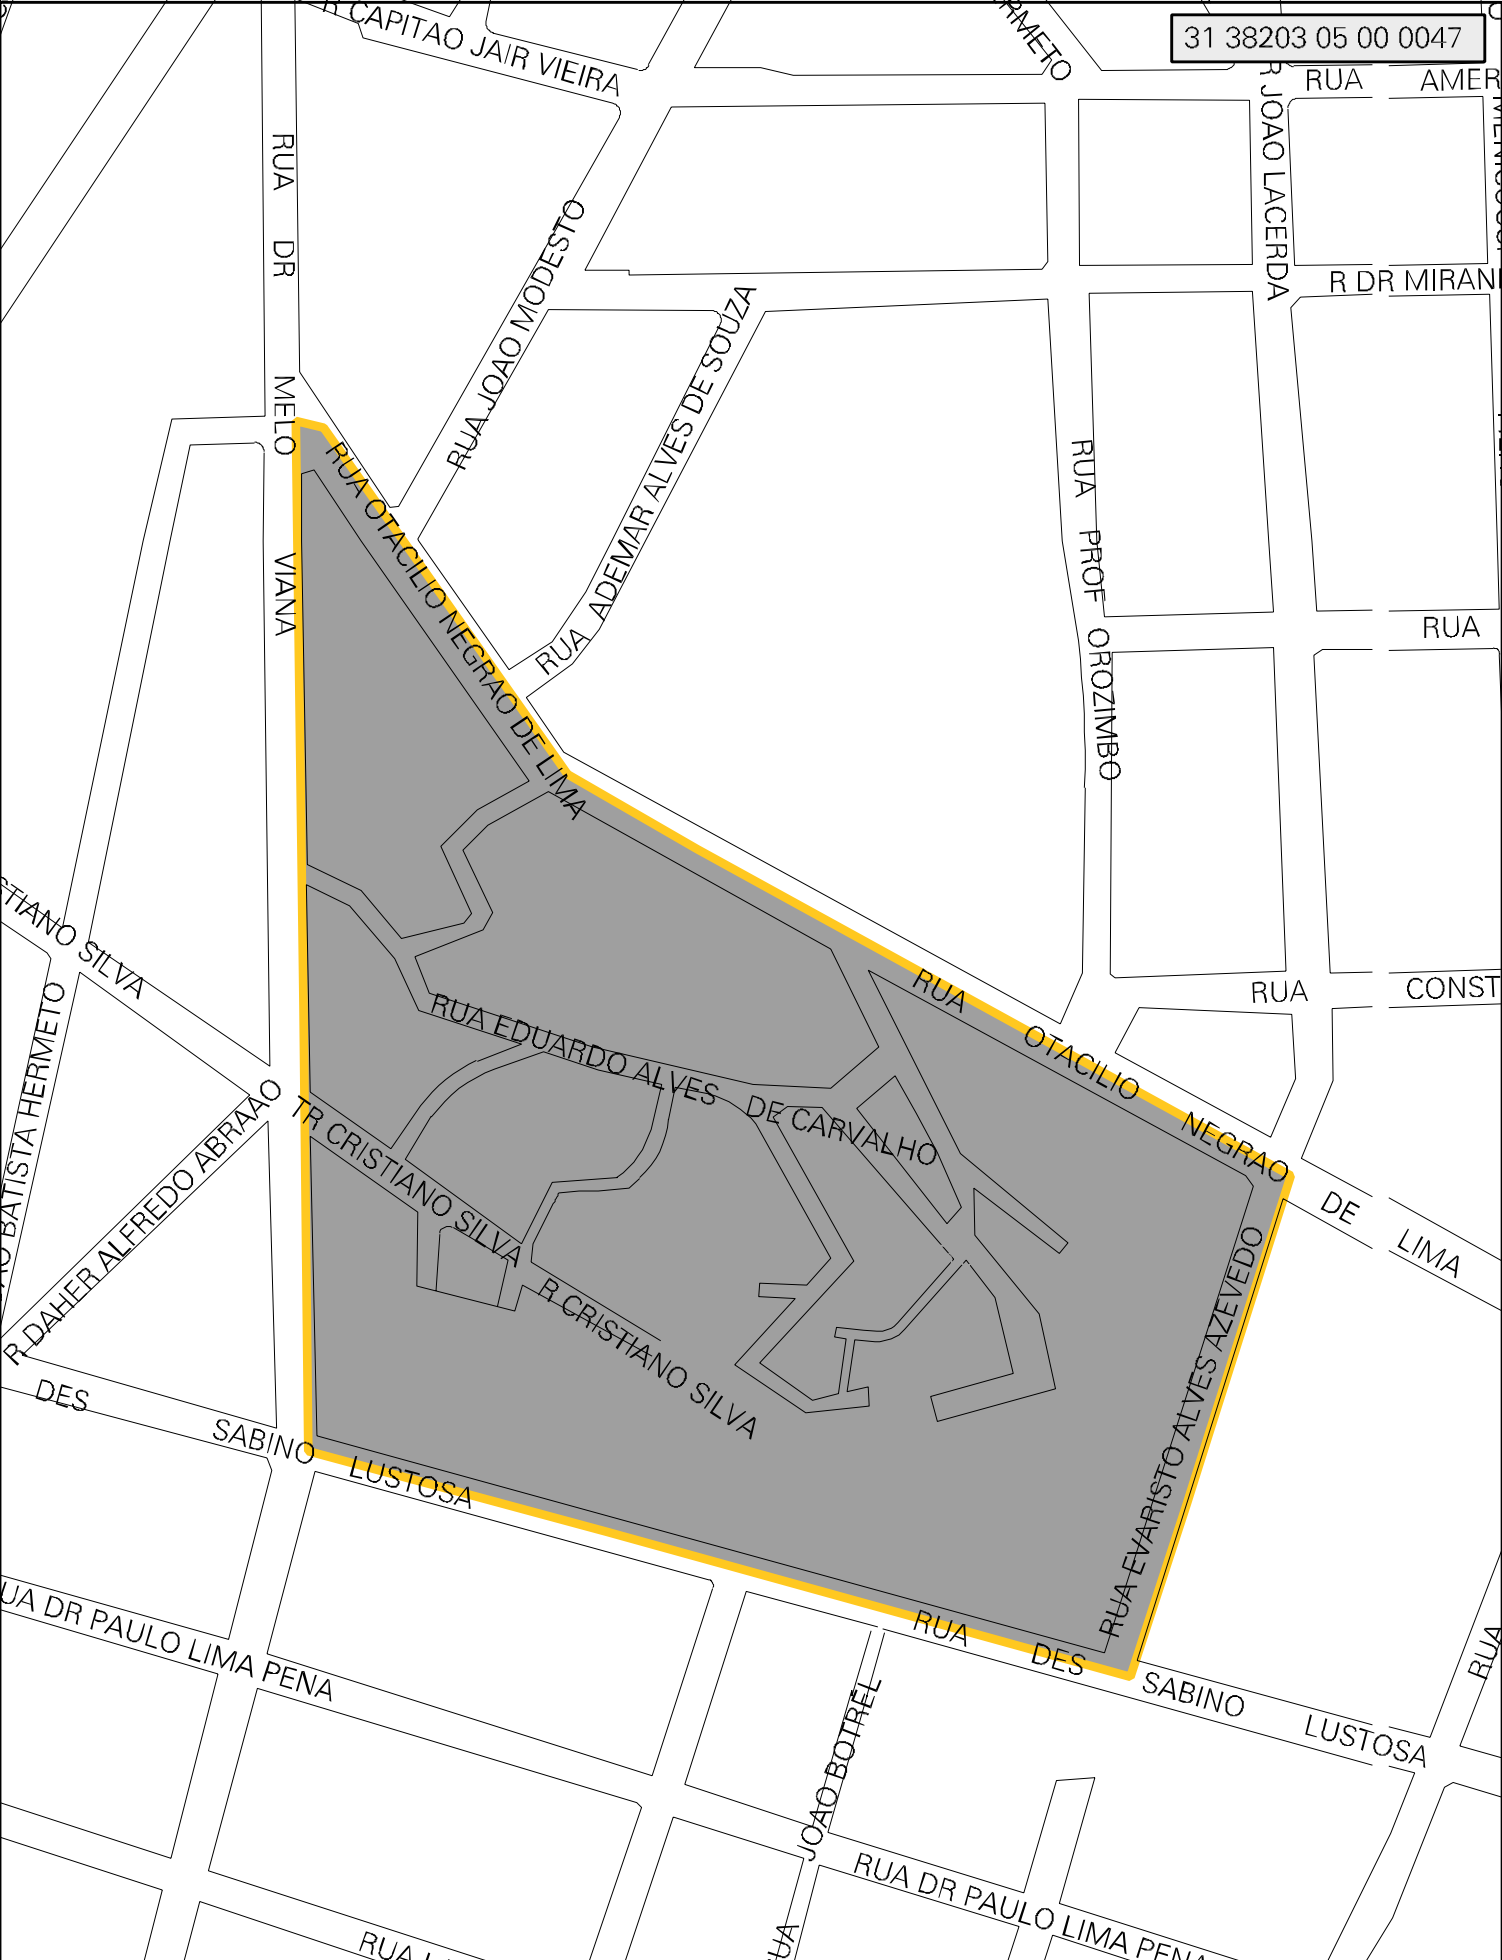 31 38203 05 00 0047
R CAPITAO JAIR VIEIRA
RUA AMER
R JOAO LACERDA
RUA DR MELO VIANA
RUA JOAO MODESTO
R DR MIRAN
RUA ADEMAR ALVES DE SOUZA
RUA PROF OROZIMBO
RUA OTACILIO NEGRAO DE LIMA
RUA
STIANO SILVA
RUA OTACILIO NEGRAO DE LIMA
RUA CONST
RUA EDUARDO ALVES DE CARVALHO
BATISTA HERMETO
TR CRISTIANO SILVA
R DAHER ALFREDO ABRAAO
R CRISTIANO SILVA
RUA EVARISTO ALVES AZEVEDO
DES SABINO LUSTOSA
RUA DES SABINO LUSTOSA
UA DR PAULO LIMA PENA
RUA
JOAO BOTREL
RUA DR PAULO LIMA PENA
RUA
UA